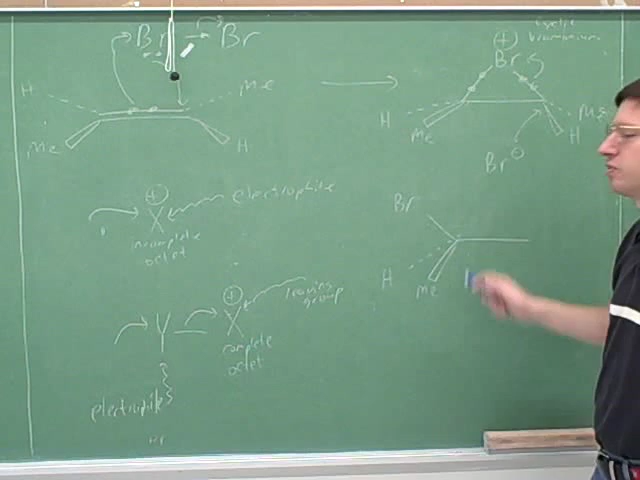 Br — Br
H
Me
Me
H
cyclic
bromonium
⊕
Br
H
Me
Me
H
Br⊖
⊕
X
electrophile
incomplete
octet
Br
H
Me
Y — X
⊕
leaving
group
complete
octet
electrophile